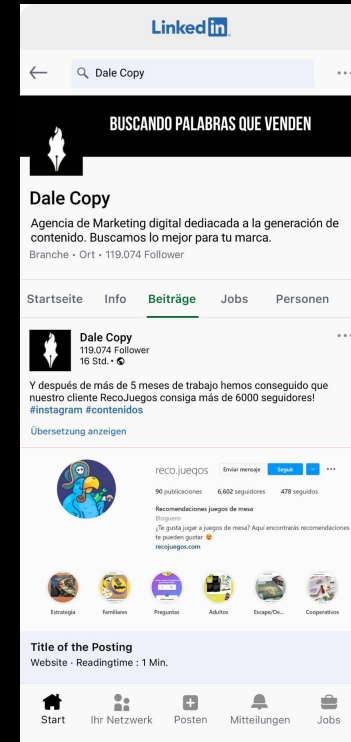 Linked in
Dale Copy
BUSCANDO PALABRAS QUE VENDEN
Dale Copy
Agencia de Marketing digital dediacada a la generación de
contenido. Buscamos lo mejor para tu marca.
Branche • Ort • 119.074 Follower
Startseite Info Beiträge Jobs Personen
Dale Copy
119.074 Follower
16 Std. •
Y después de más de 5 meses de trabajo hemos conseguido que
nuestro cliente RecoJuegos consiga más de 6000 seguidores!
#instagram #contenidos
Übersetzung anzeigen
reco.juegos Enviar mensaje Seguir
90 publicaciones 6,602 seguidores 478 seguidos
Recomendaciones juegos de mesa
Bloguero
¿Te gusta jugar a juegos de mesa? Aquí encontrarás recomendaciones
te pueden gustar
recojuegos.com
Estrategia Familiares Preguntas Adultos Escape/De... Cooperativos
Title of the Posting
Website · Readingtime : 1 Min.
Start Ihr Netzwerk Posten Mitteilungen Jobs